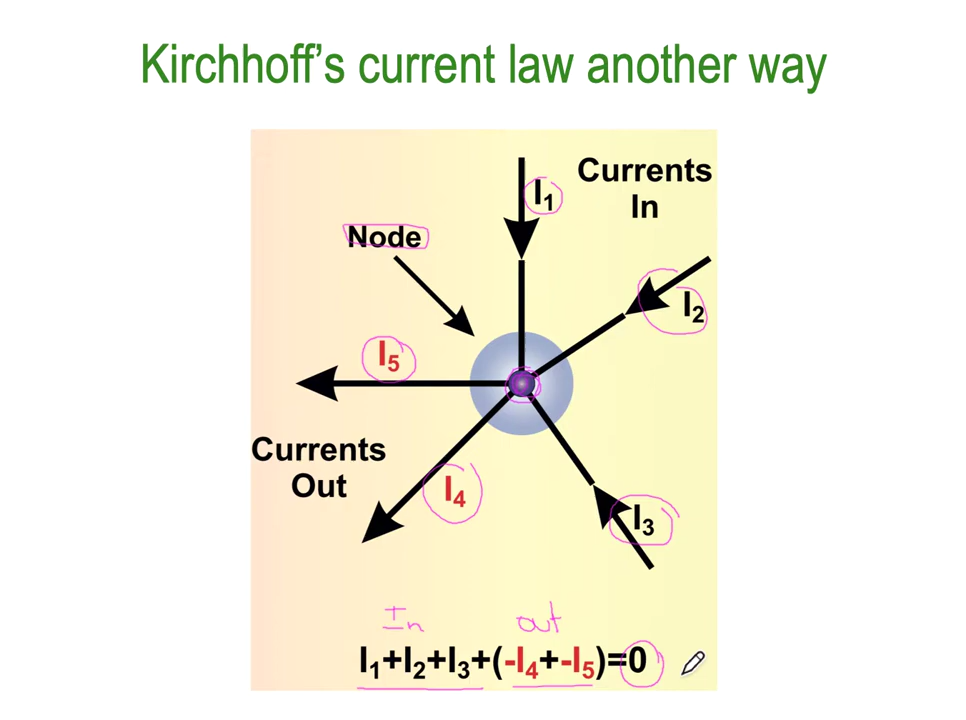 Kirchhoff's current law another way
I₁
Currents
In
Node
I₂
I₅
Currents
Out
I₄
I₃
In
out
I₁+I₂+I₃+(-I₄+-I₅)=0